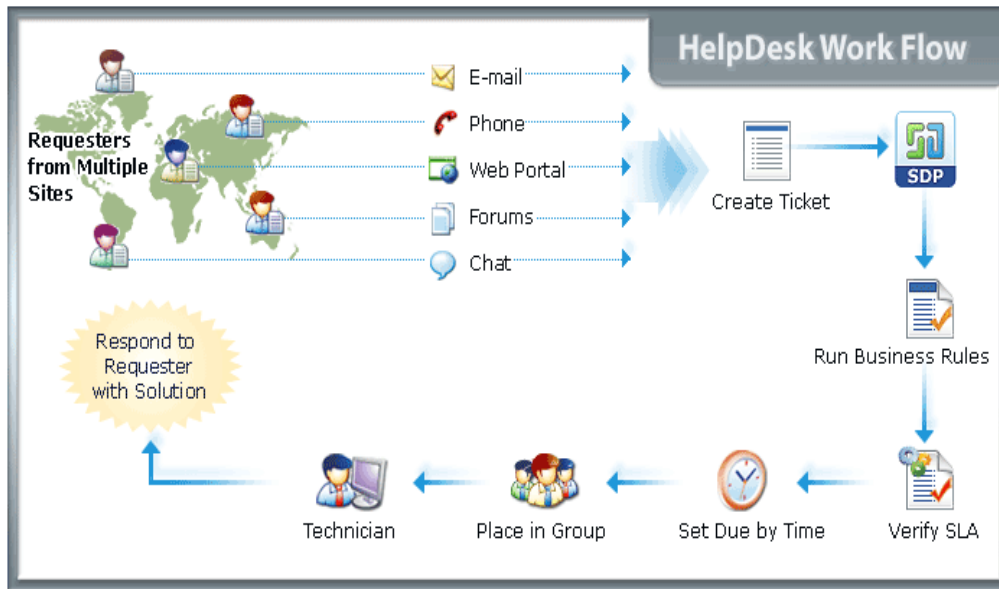 HelpDesk Work Flow
Requesters
from Multiple
Sites
E-mail
Phone
Web Portal
Forums
Chat
Create Ticket
SDP
Run Business Rules
Respond to
Requester
with Solution
Technician
Place in Group
Set Due by Time
Verify SLA